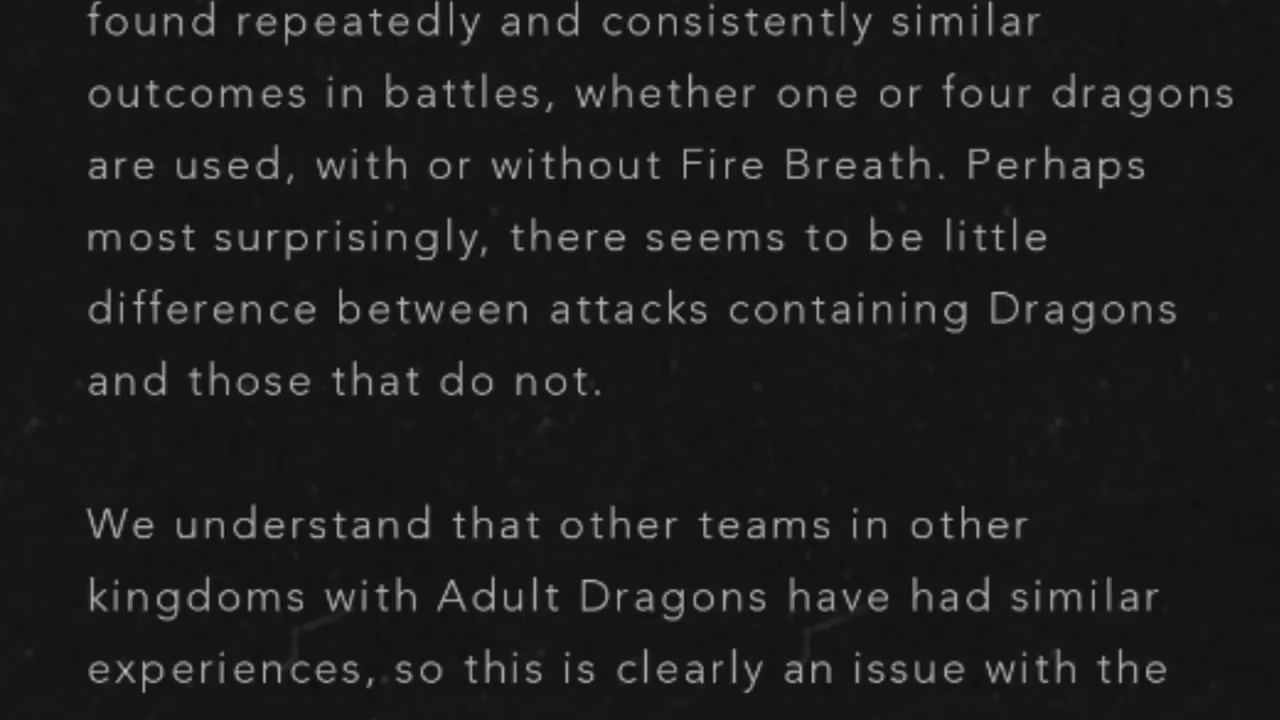 found repeatedly and consistently similar
outcomes in battles, whether one or four dragons
are used, with or without Fire Breath. Perhaps
most surprisingly, there seems to be little
difference between attacks containing Dragons
and those that do not.
We understand that other teams in other
kingdoms with Adult Dragons have had similar
experiences, so this is clearly an issue with the